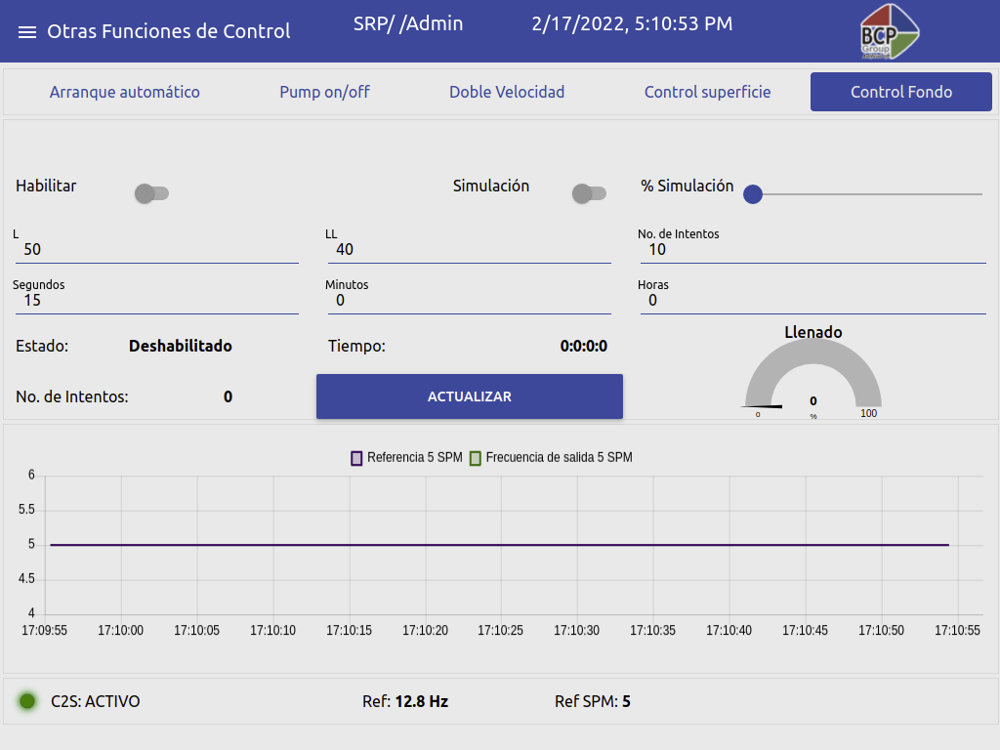 Otras Funciones de Control
SRP/ /Admin
2/17/2022, 5:10:53 PM
BCP
Group
Arranque automático
Pump on/off
Doble Velocidad
Control superficie
Control Fondo
Habilitar
Simulación
% Simulación
L
50
LL
40
No. de Intentos
10
Segundos
15
Minutos
0
Horas
0
Estado: Deshabilitado
Tiempo: 0:0:0:0
Llenado
0
0 % 100
No. de Intentos: 0
ACTUALIZAR
Referencia 5 SPM Frecuencia de salida 5 SPM
6
5.5
5
4.5
4
17:09:55 17:10:00 17:10:05 17:10:10 17:10:15 17:10:20 17:10:25 17:10:30 17:10:35 17:10:40 17:10:45 17:10:50 17:10:55
C2S: ACTIVO
Ref: 12.8 Hz
Ref SPM: 5